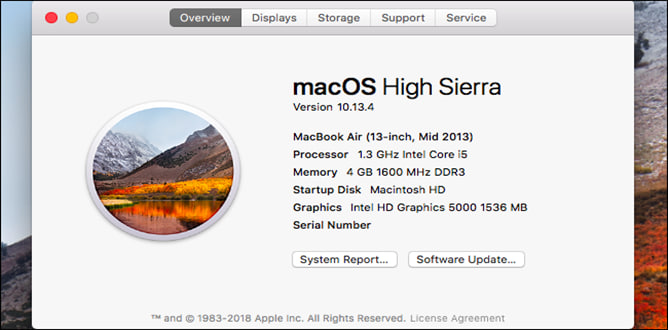 Overview Displays Storage Support Service
macOS High Sierra
Version 10.13.4
MacBook Air (13-inch, Mid 2013)
Processor 1.3 GHz Intel Core i5
Memory 4 GB 1600 MHz DDR3
Startup Disk Macintosh HD
Graphics Intel HD Graphics 5000 1536 MB
Serial Number
System Report... Software Update...
™ and © 1983-2018 Apple Inc. All Rights Reserved. License Agreement